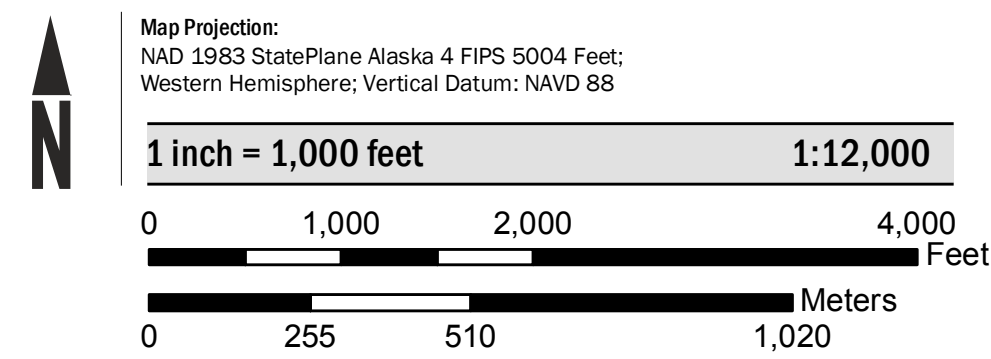 N
Map Projection:
NAD 1983 StatePlane Alaska 4 FIPS 5004 Feet;
Western Hemisphere; Vertical Datum: NAVD 88
1 inch = 1,000 feet 1:12,000
0 1,000 2,000 4,000
Feet
Meters
0 255 510 1,020